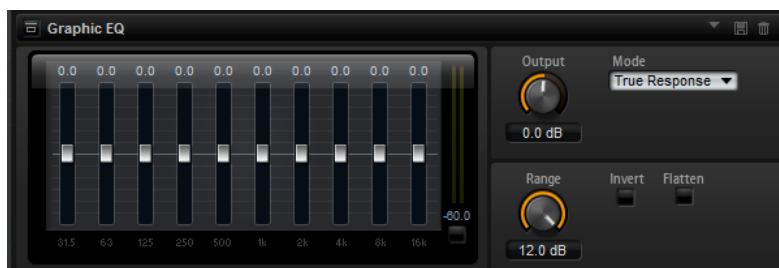 Graphic EQ
0.0 0.0 0.0 0.0 0.0 0.0 0.0 0.0 0.0 0.0
-60.0
31.5 63 125 250 500 1k 2k 4k 8k 16k
Output
0.0 dB
Mode
True Response
Range
12.0 dB
Invert Flatten